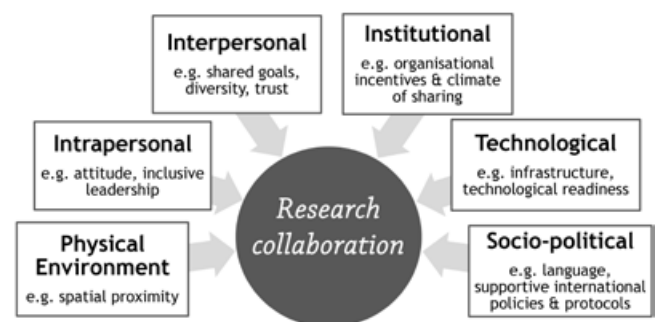 Interpersonal
e.g. shared goals,
diversity, trust
Institutional
e.g. organisational
incentives & climate
of sharing
Intrapersonal
e.g. attitude, inclusive
leadership
Technological
e.g. infrastructure,
technological readiness
Physical
Environment
e.g. spatial proximity
Research
collaboration
Socio-political
e.g. language,
supportive international
policies & protocols